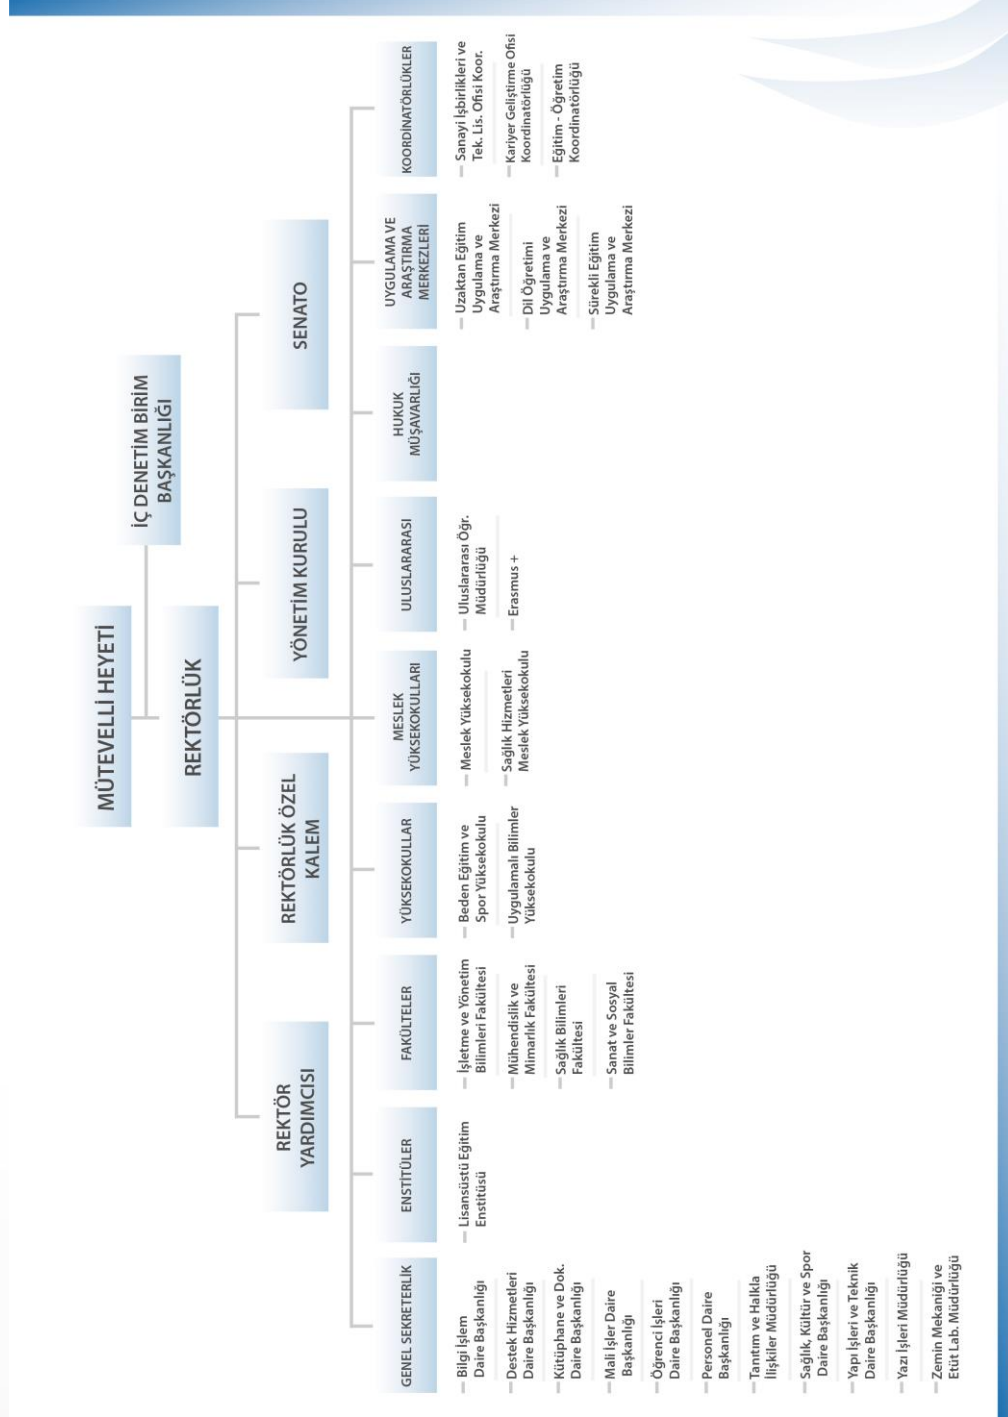 MÜTEVELLİ HEYETİ
İÇ DENETİM BİRİM
BAŞKANLIĞI
REKTÖRLÜK
REKTÖR
YARDIMCISI
REKTÖRLÜK ÖZEL
KALEM
YÖNETİM KURULU
SENATO
GENEL SEKRETERLİK
Bilgi İşlem
Daire Başkanlığı
Destek Hizmetleri
Daire Başkanlığı
Kütüphane ve Dok.
Daire Başkanlığı
Mali İşler Daire
Başkanlığı
Öğrenci İşleri
Daire Başkanlığı
Personel Daire
Başkanlığı
Tanıtım ve Halkla
İlişkiler Müdürlüğü
Sağlık, Kültür ve Spor
Daire Başkanlığı
Yapı İşleri ve Teknik
Daire Başkanlığı
Yazı İşleri Müdürlüğü
Zemin Mekaniği ve
Etüt Lab. Müdürlüğü
ENSTİTÜLER
Lisansüstü Eğitim
Enstitüsü
FAKÜLTELER
İşletme ve Yönetim
Bilimleri Fakültesi
Mühendislik ve
Mimarlık Fakültesi
Sağlık Bilimleri
Fakültesi
Sanat ve Sosyal
Bilimler Fakültesi
YÜKSEKOKULLAR
Beden Eğitim ve
Spor Yüksekokulu
Uygulamalı Bilimler
Yüksekokulu
MESLEK
YÜKSEKOKULLARI
Meslek Yüksekokulu
Sağlık Hizmetleri
Meslek Yüksekokulu
ULUSLARARASI
Uluslararası Öğr.
Müdürlüğü
Erasmus +
HUKUK
MÜŞAVARLIĞI
UYGULAMA VE
ARAŞTIRMA
MERKEZLERİ
Uzaktan Eğitim
Uygulama ve
Araştırma Merkezi
Dil Öğretimi
Uygulama ve
Araştırma Merkezi
Sürekli Eğitim
Uygulama ve
Araştırma Merkezi
KOORDİNATÖRLÜKLER
Sanayi İşbirlikleri ve
Tek. Lis. Ofisi Koor.
Kariyer Geliştirme Ofisi
Koordinatörlüğü
Eğitim - Öğretim
Koordinatörlüğü